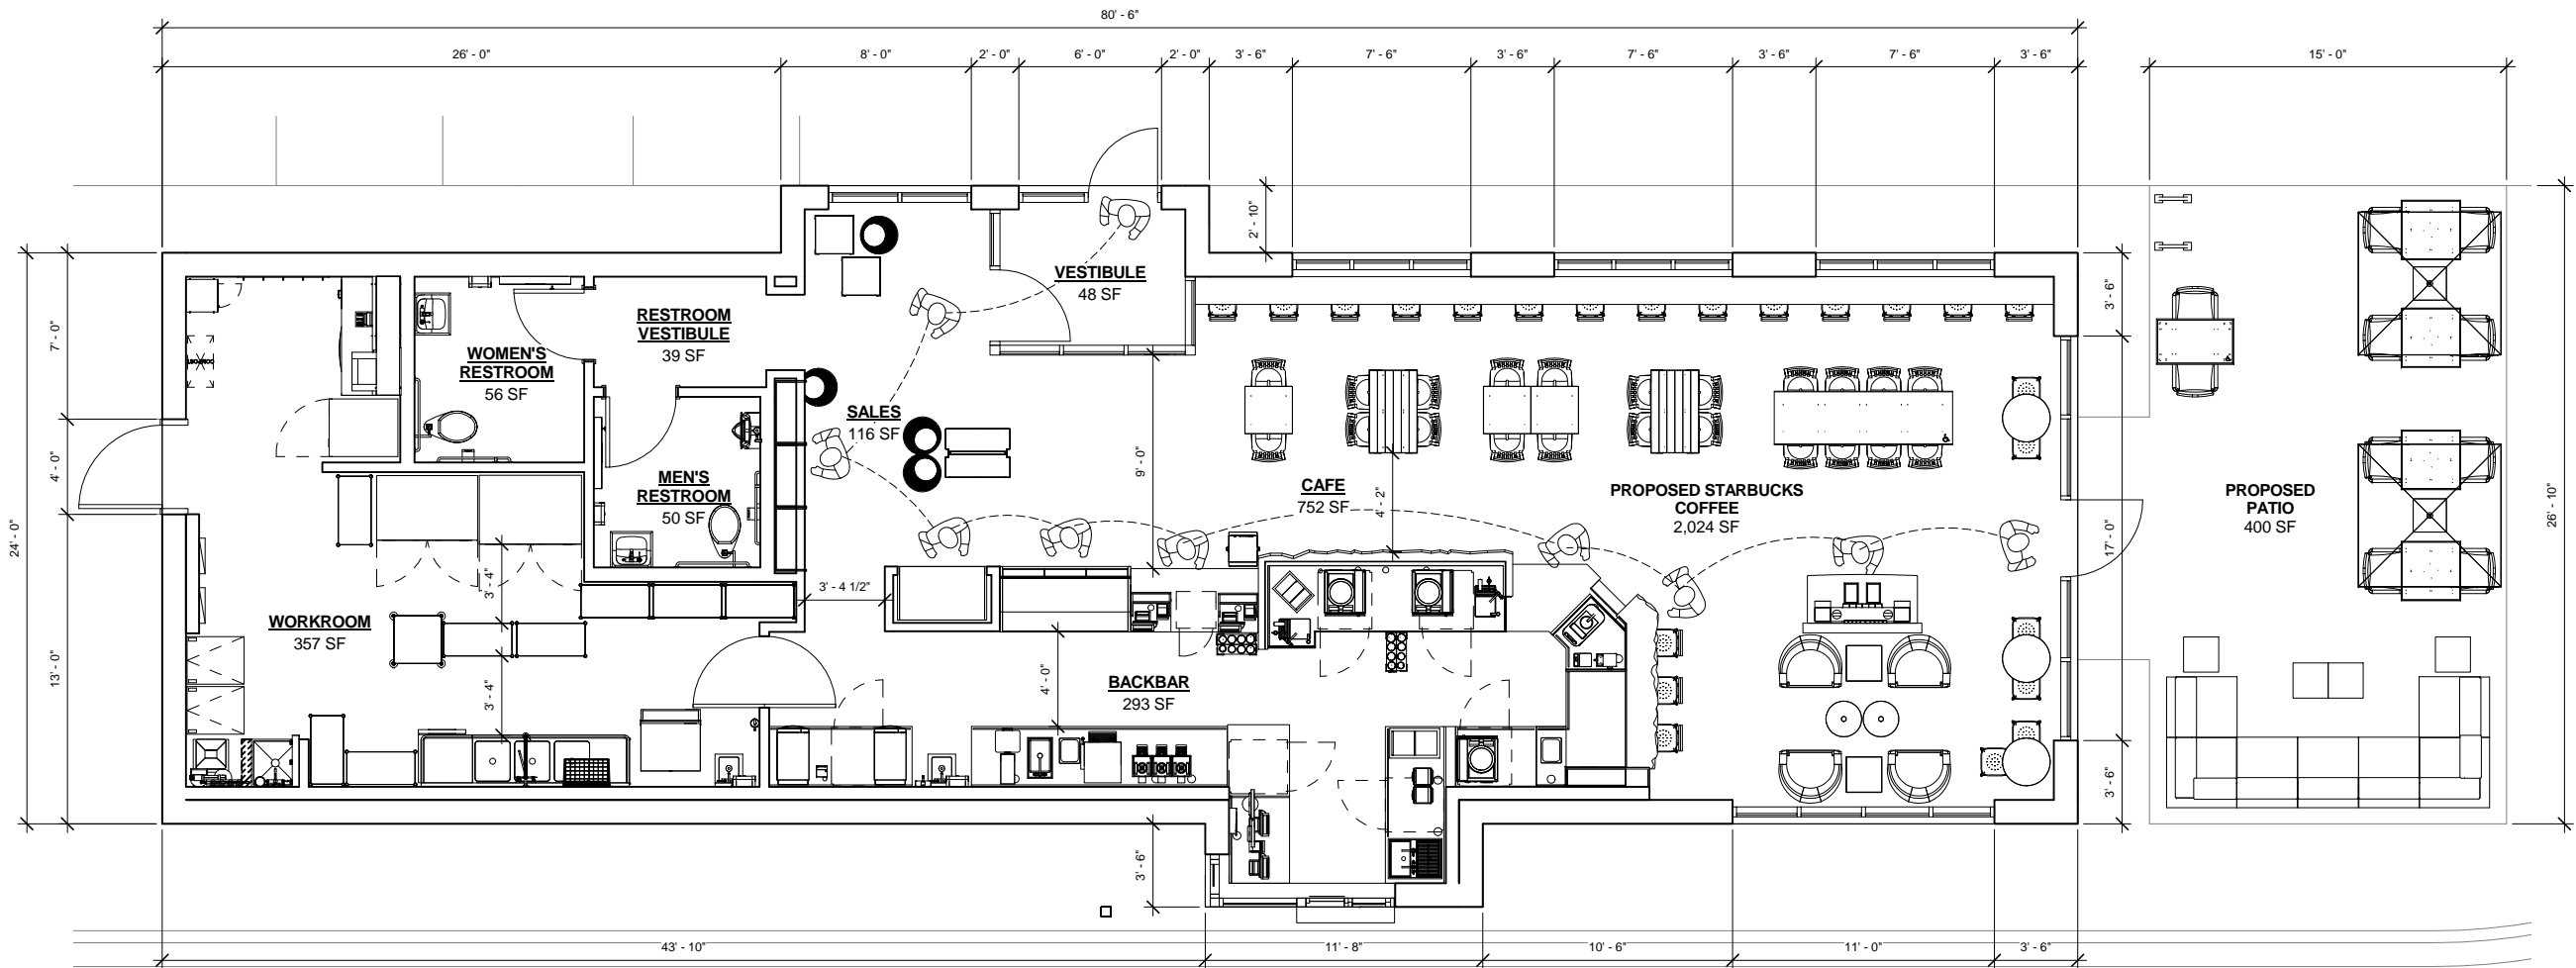 80' - 6"
26' - 0"
8' - 0"
2' - 0"
6' - 0"
2' - 0"
3' - 6"
7' - 6"
3' - 6"
7' - 6"
3' - 6"
7' - 6"
3' - 6"
15' - 0"
2' - 10"
VESTIBULE
48 SF
RESTROOM
VESTIBULE
39 SF
WOMEN'S
RESTROOM
56 SF
SALES
116 SF
MEN'S
RESTROOM
50 SF
CAFE
752 SF
PROPOSED STARBUCKS
COFFEE
2,024 SF
PROPOSED
PATIO
400 SF
WORKROOM
357 SF
BACKBAR
293 SF
24' - 0"
7' - 0"
4' - 0"
13' - 0"
3' - 4"
3' - 4"
3' - 4 1/2"
4' - 0"
9' - 0"
4' - 2"
3' - 6"
17' - 0"
3' - 6"
26' - 10"
3' - 6"
43' - 10"
11' - 8"
10' - 6"
11' - 0"
3' - 6"